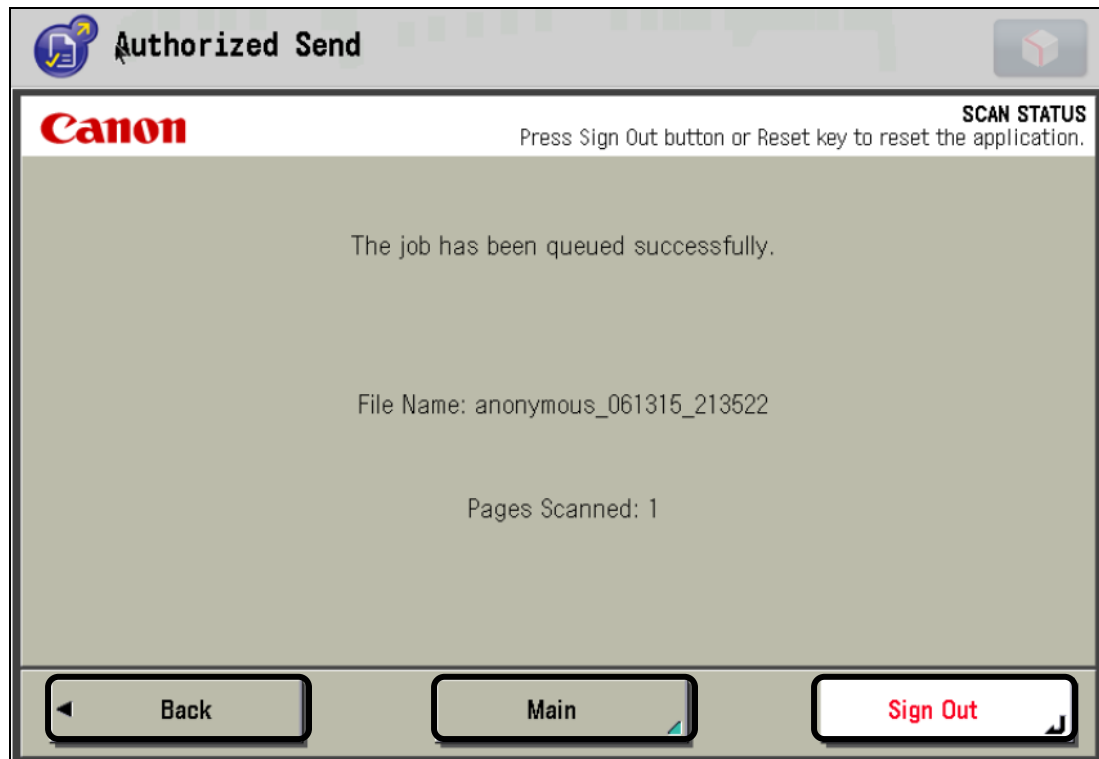 Authorized Send
Canon
SCAN STATUS
Press Sign Out button or Reset key to reset the application.
The job has been queued successfully.
File Name: anonymous_061315_213522
Pages Scanned: 1
Back
Main
Sign Out